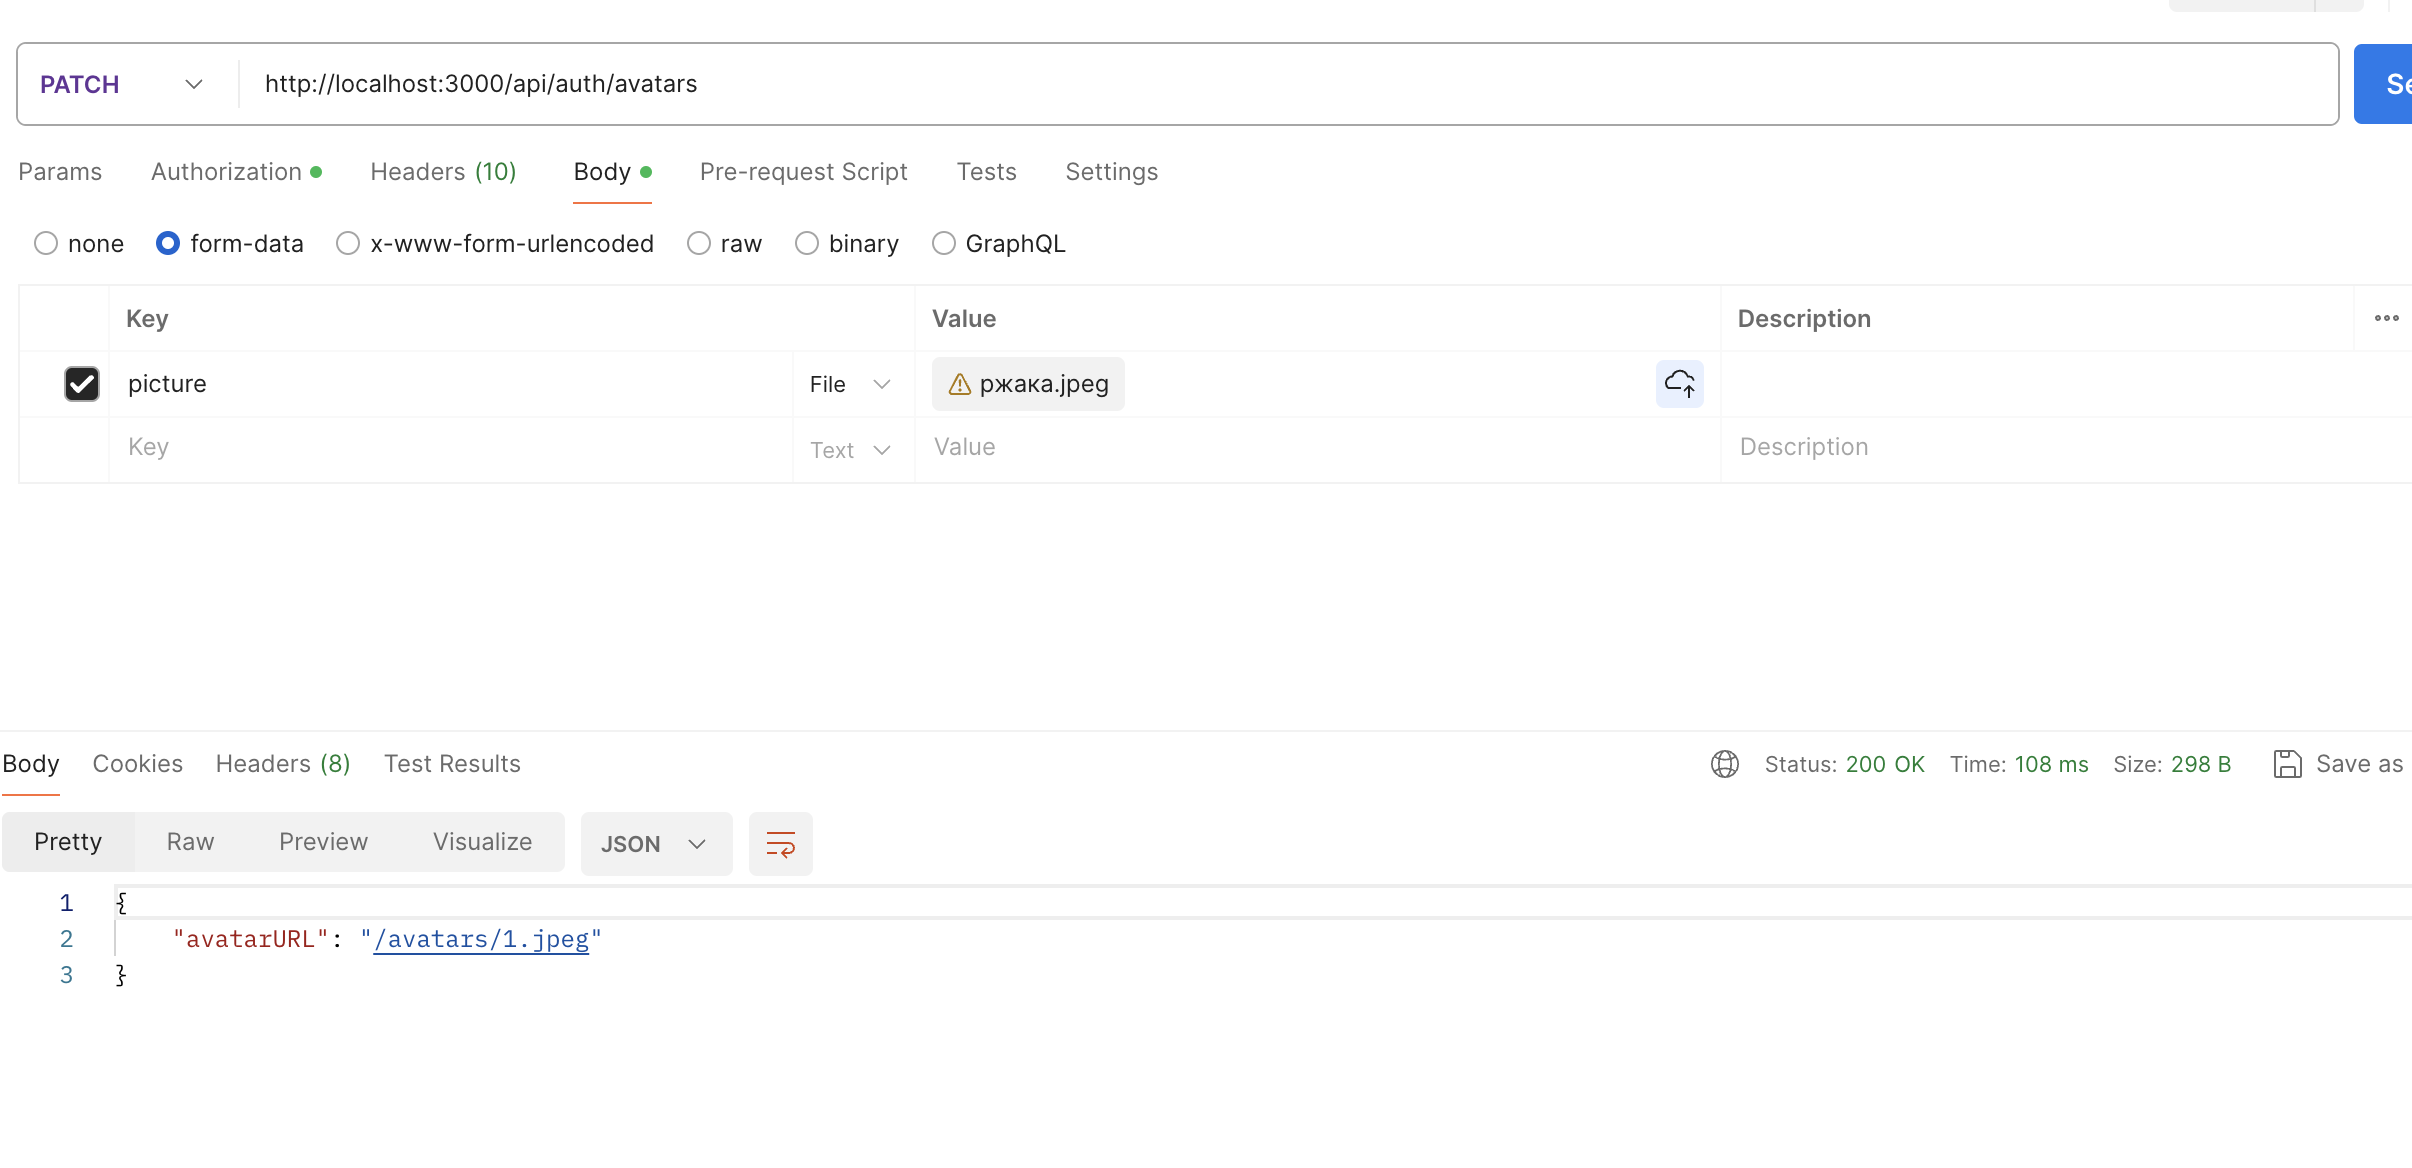 PATCH http://localhost:3000/api/auth/avatars
Params Authorization Headers (10) Body Pre-request Script Tests Settings
none form-data x-www-form-urlencoded raw binary GraphQL
Key Value Description
picture File ржака.jpeg
Key Text Value Description
Body Cookies Headers (8) Test Results Status: 200 OK Time: 108 ms Size: 298 B Save as
Pretty Raw Preview Visualize JSON
1 {
2 "avatarURL": "/avatars/1.jpeg"
3 }